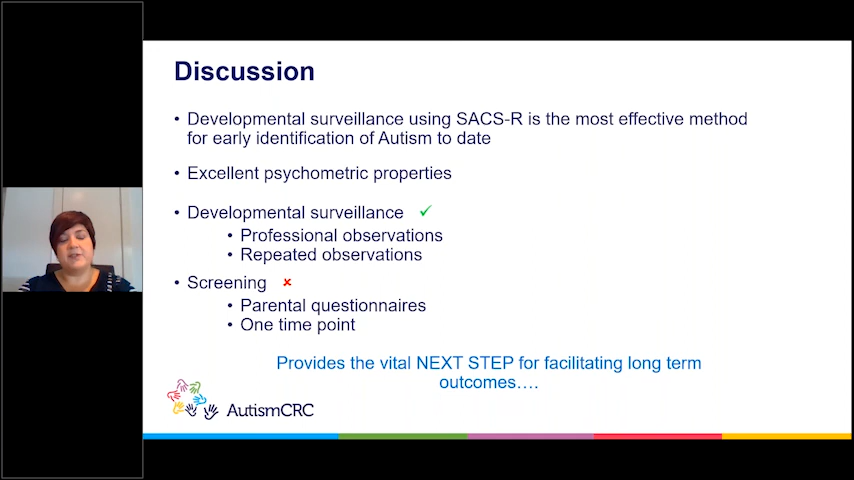 Discussion
• Developmental surveillance using SACS-R is the most effective method
for early identification of Autism to date
• Excellent psychometric properties
• Developmental surveillance ✓
• Professional observations
• Repeated observations
• Screening ✗
• Parental questionnaires
• One time point
Provides the vital NEXT STEP for facilitating long term
outcomes….
AutismCRC